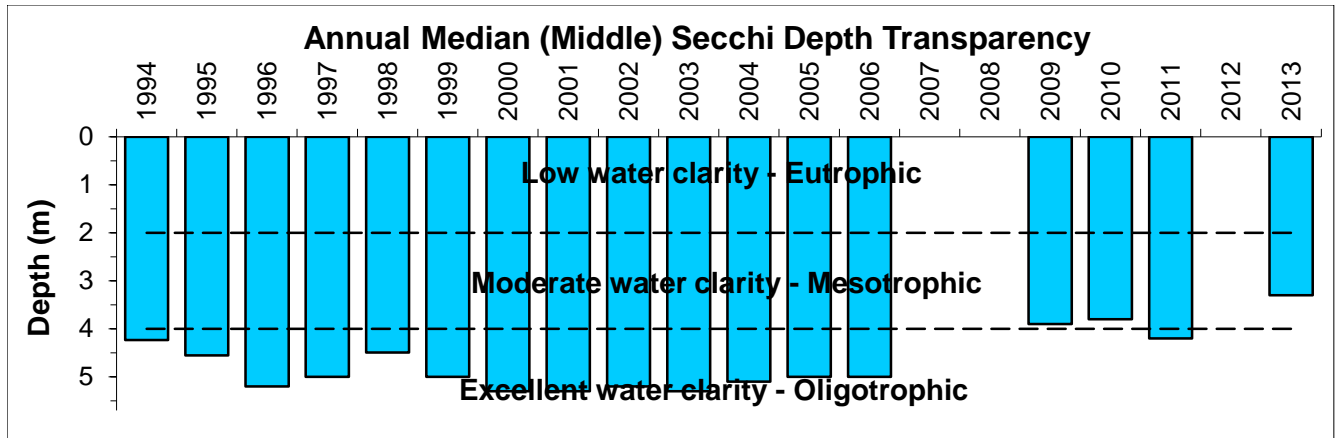 Annual Median (Middle) Secchi Depth Transparency
1994 1995 1996 1997 1998 1999 2000 2001 2002 2003 2004 2005 2006 2007 2008 2009 2010 2011 2012 2013
Depth (m)
0
Low water clarity - Eutrophic
1
2
3
Moderate water clarity - Mesotrophic
4
5
Excellent water clarity - Oligotrophic